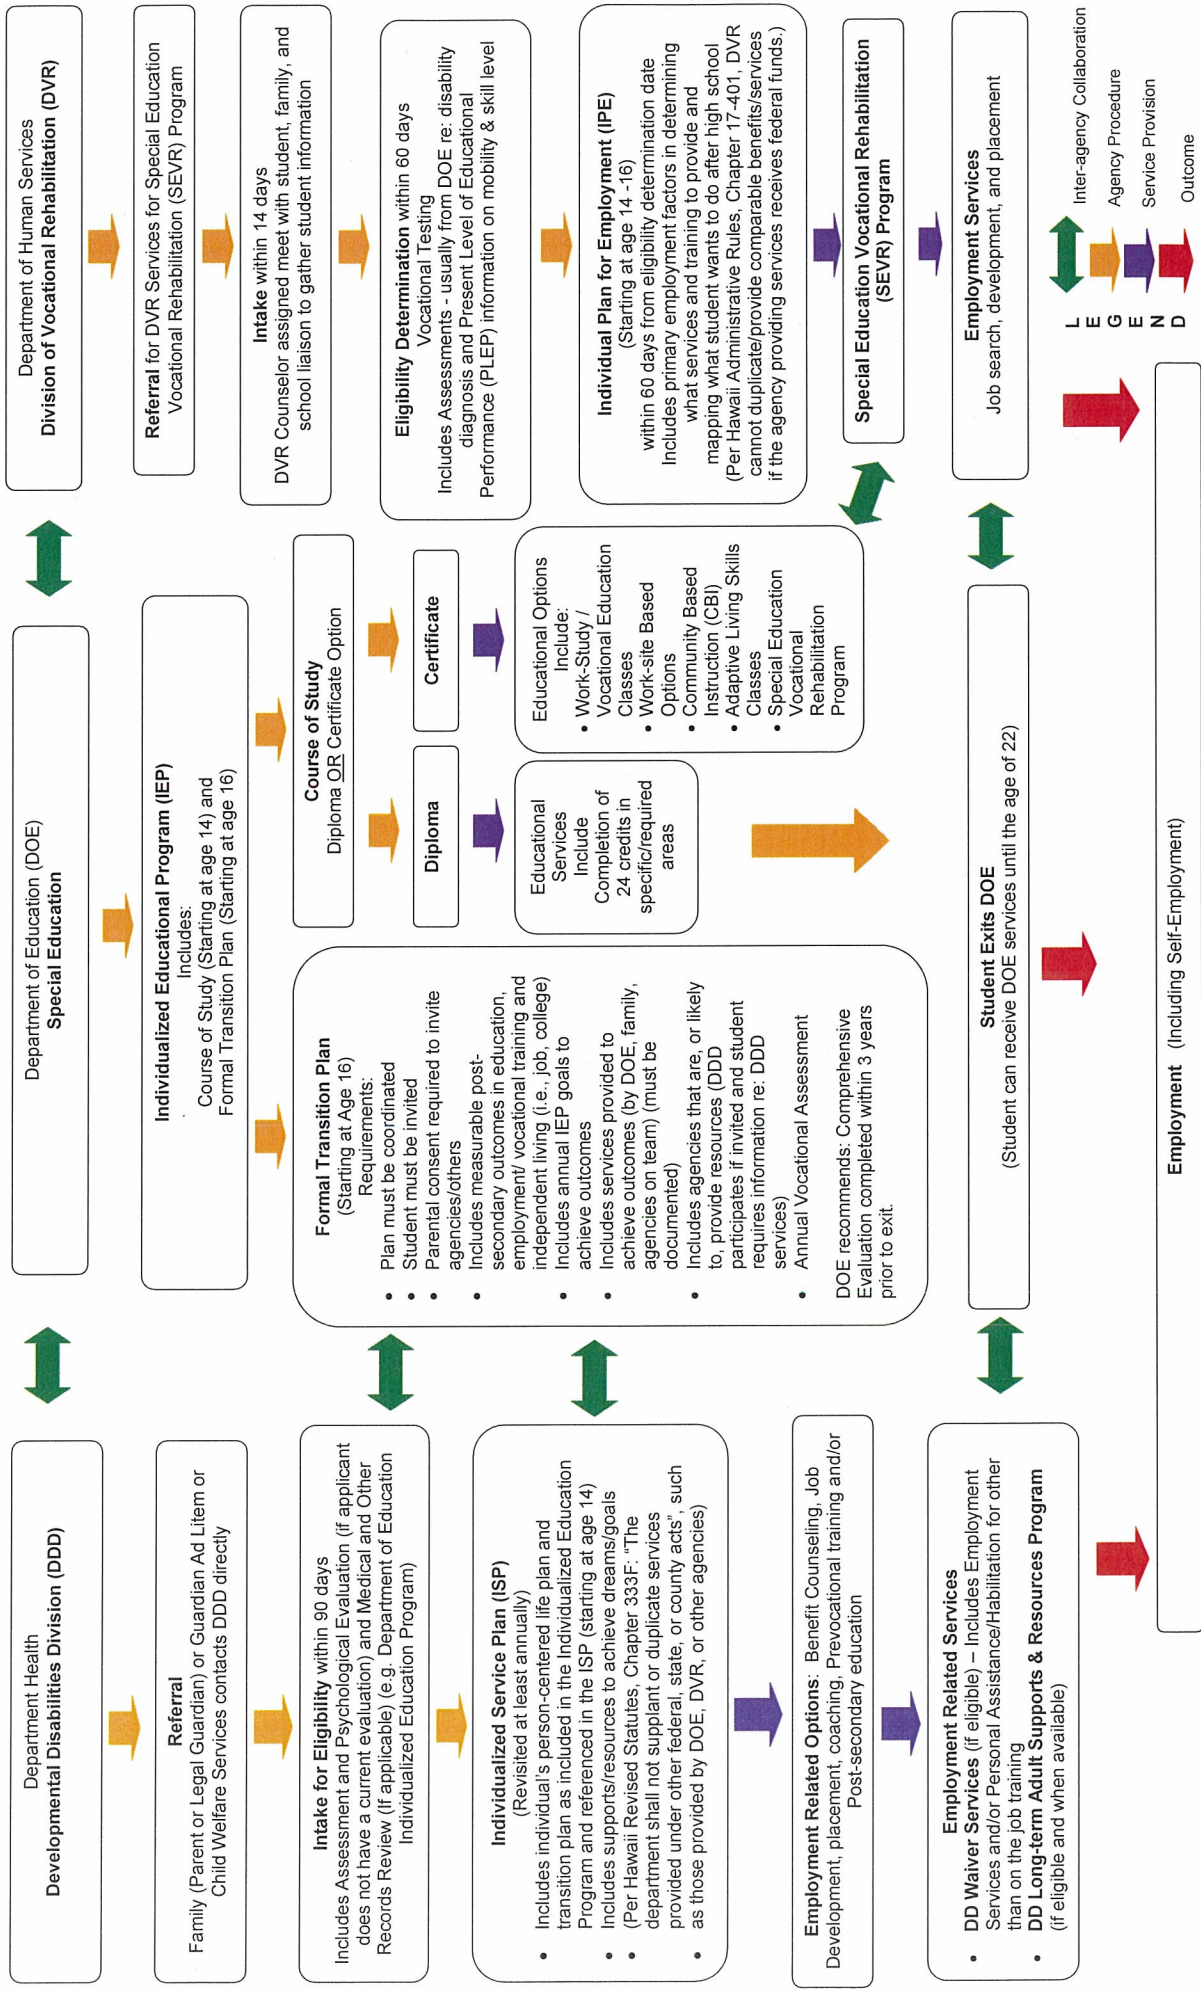 Department Health
Developmental Disabilities Division (DDD)
Referral
Family (Parent or Legal Guardian) or Guardian Ad Litem or
Child Welfare Services contacts DDD directly
Intake for Eligibility within 90 days
Includes Assessment and Psychological Evaluation (if applicant
does not have a current evaluation) and Medical and Other
Records Review (If applicable) (e.g. Department of Education
Individualized Education Program)
Individualized Service Plan (ISP)
(Revisited at least annually)
• Includes individual's person-centered life plan and
transition plan as included in the Individualized Education
Program and referenced in the ISP (starting at age 14)
• Includes supports/resources to achieve dreams/goals
• (Per Hawaii Revised Statutes, Chapter 333F: “The
department shall not supplant or duplicate services
provided under other federal, state, or county acts”, such
as those provided by DOE, DVR, or other agencies)
Employment Related Options: Benefit Counseling, Job
Development, placement, coaching, Prevocational training and/or
Post-secondary education
Employment Related Services
• DD Waiver Services (if eligible) – Includes Employment
Services and/or Personal Assistance/Habilitation for other
than on the job training
• DD Long-term Adult Supports & Resources Program
(if eligible and when available)
Department of Education (DOE)
Special Education
Individualized Educational Program (IEP)
Includes:
Course of Study (Starting at age 14) and
Formal Transition Plan (Starting at age 16)
Formal Transition Plan
(Starting at Age 16)
Requirements:
• Plan must be coordinated
• Student must be invited
• Parental consent required to invite
agencies/others
• Includes measurable post-
secondary outcomes in education,
employment/ vocational training and
independent living (i.e., job, college)
• Includes annual IEP goals to
achieve outcomes
• Includes services provided to
achieve outcomes (by DOE, family,
agencies on team) (must be
documented)
• Includes agencies that are, or likely
to, provide resources (DDD
participates if invited and student
requires information re: DDD
services)
• Annual Vocational Assessment
DOE recommends: Comprehensive
Evaluation completed within 3 years
prior to exit.
Course of Study
Diploma OR Certificate Option
Diploma
Certificate
Educational
Services
Include
Completion of
24 credits in
specific/required
areas
Educational Options
Include:
• Work-Study /
Vocational Education
Classes
• Work-site Based
Options
• Community Based
Instruction (CBI)
• Adaptive Living Skills
Classes
• Special Education
Vocational
Rehabilitation
Program
Student Exits DOE
(Student can receive DOE services until the age of 22)
Department of Human Services
Division of Vocational Rehabilitation (DVR)
Referral for DVR Services for Special Education
Vocational Rehabilitation (SEVR) Program
Intake within 14 days
DVR Counselor assigned meet with student, family, and
school liaison to gather student information
Eligibility Determination within 60 days
Vocational Testing
Includes Assessments - usually from DOE re: disability
diagnosis and Present Level of Educational
Performance (PLEP) information on mobility & skill level
Individual Plan for Employment (IPE)
(Starting at age 14 -16)
within 60 days from eligibility determination date
Includes primary employment factors in determining
what services and training to provide and
mapping what student wants to do after high school
(Per Hawaii Administrative Rules, Chapter 17-401, DVR
cannot duplicate/provide comparable benefits/services
if the agency providing services receives federal funds.)
Special Education Vocational Rehabilitation
(SEVR) Program
Employment Services
Job search, development, and placement
Employment (Including Self-Employment)
LEGEND
Inter-agency Collaboration
Agency Procedure
Service Provision
Outcome